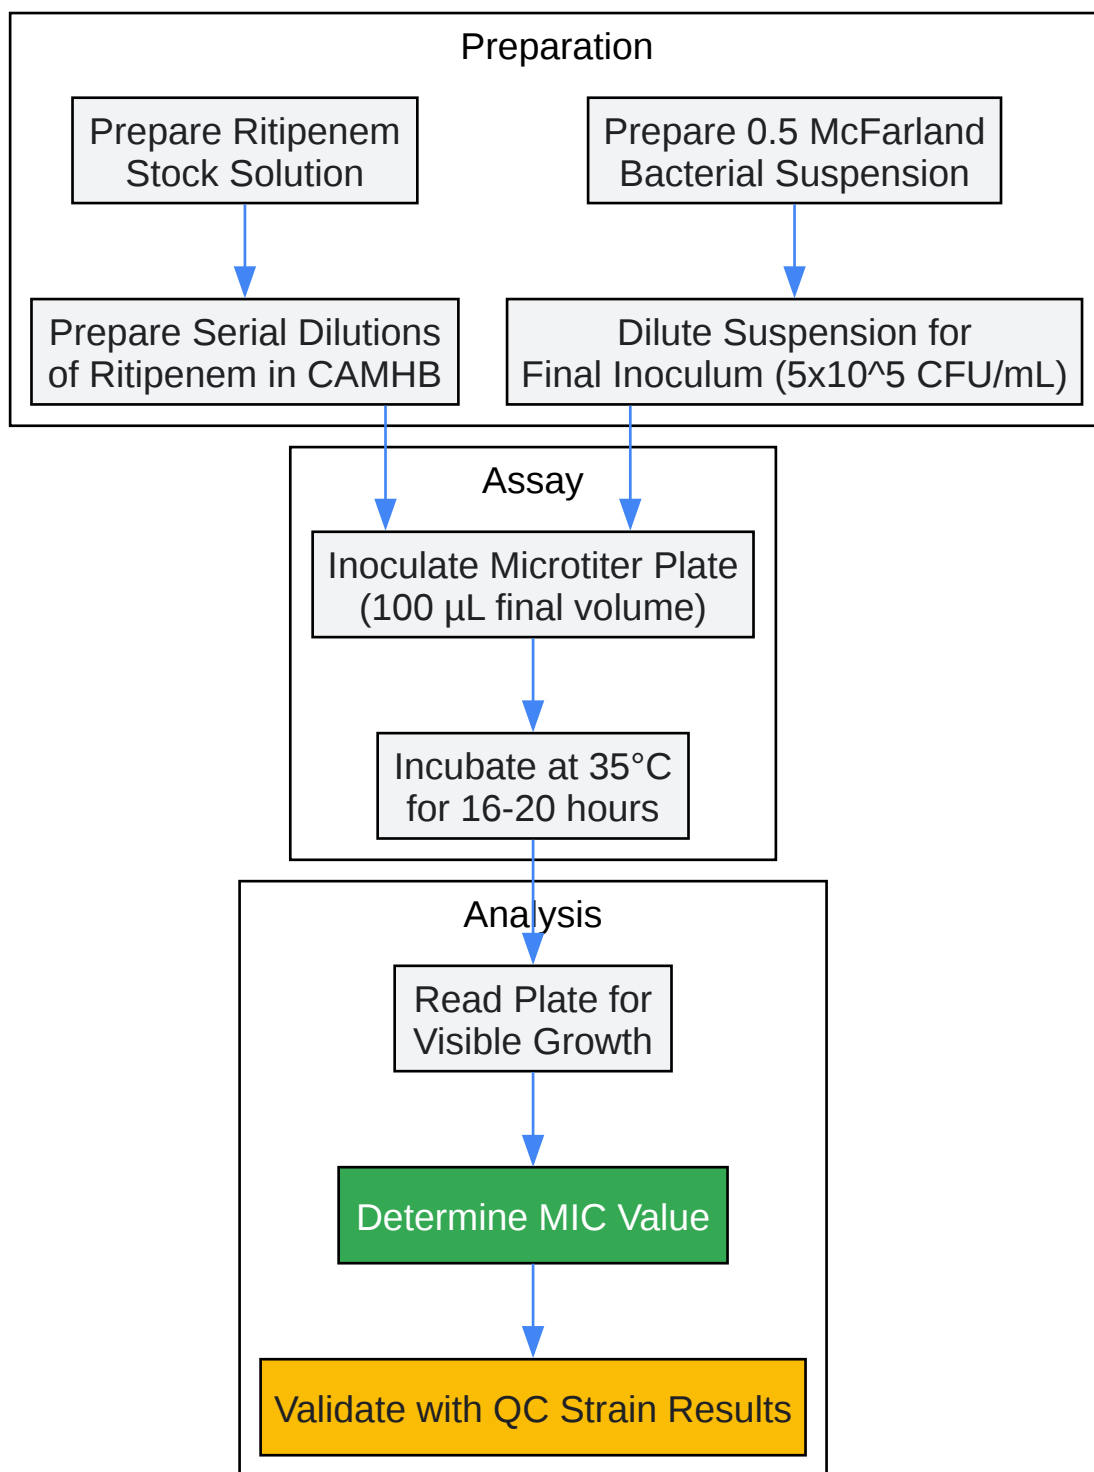 Preparation
Prepare Ritipenem
Stock Solution
Prepare 0.5 McFarland
Bacterial Suspension
Prepare Serial Dilutions
of Ritipenem in CAMHB
Dilute Suspension for
Final Inoculum (5x10^5 CFU/mL)
Assay
Inoculate Microtiter Plate
(100 µL final volume)
Incubate at 35°C
for 16-20 hours
Analysis
Read Plate for
Visible Growth
Determine MIC Value
Validate with QC Strain Results